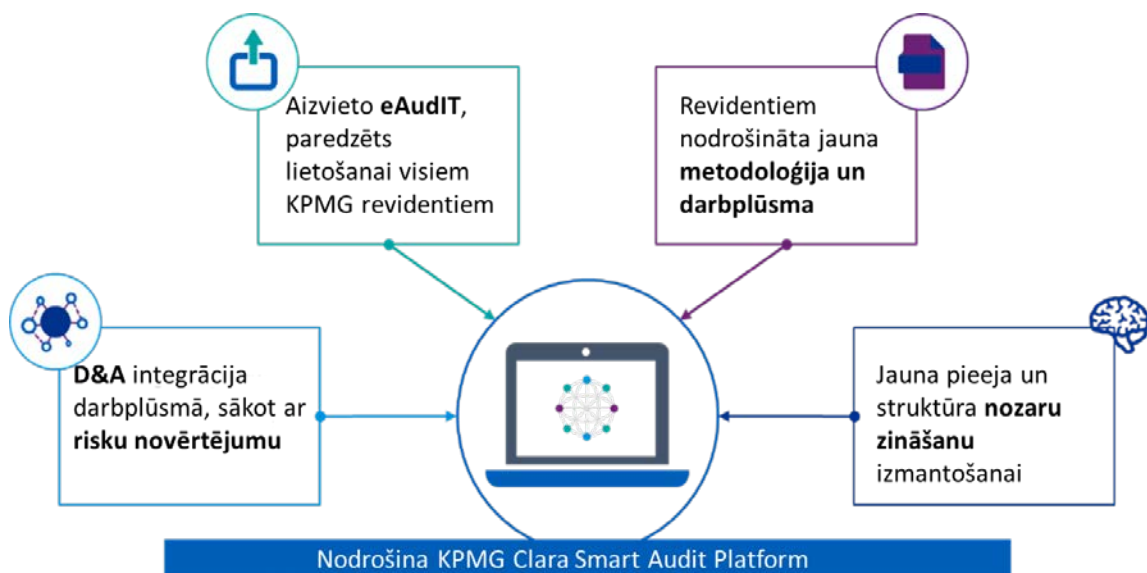 Aizvieto eAudIT,
paredzēts
lietošanai visiem
KPMG revidentiem
Revidentiem
nodrošināta jauna
metodoloģija un
darbplūsma
D&A integrācija
darbplūsmā, sākot ar
risku novērtējumu
Jauna pieeja un
struktūra nozaru
zināšanu
izmantošanai
Nodrošina KPMG Clara Smart Audit Platform